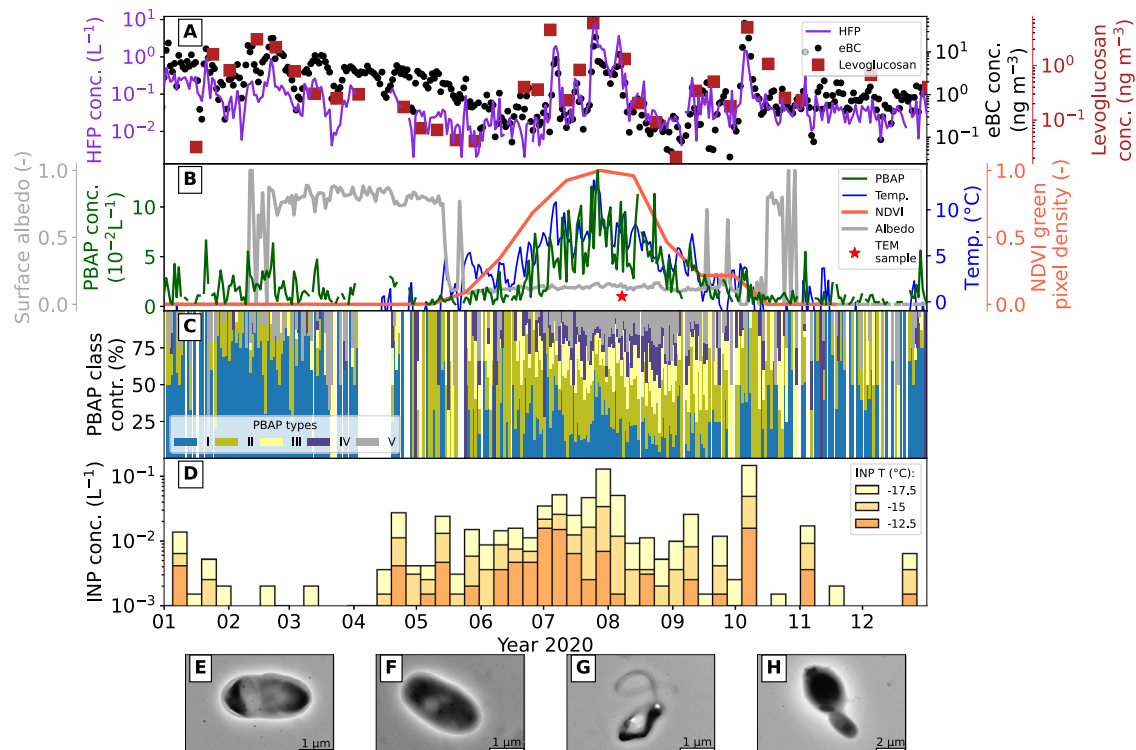 A
HFP conc. (L⁻¹)
10¹
10⁰
10⁻¹
10⁻²
HFP
eBC
Levoglucosan
10¹
10⁰
10⁻¹
eBC conc.
(ng m⁻³)
10⁰
10⁻¹
Levoglucosan
conc. (ng m⁻³)
B
Surface albedo (-)
1.0
0.5
0.0
PBAP conc.
(10⁻²L⁻¹)
10
5
0
PBAP
Temp.
NDVI
Albedo
TEM
sample
10
5
0
Temp. (°C)
1.0
0.5
0.0
NDVI green
pixel density (-)
C
PBAP class
contr. (%)
75
50
25
PBAP types
I II III IV V
D
INP conc. (L⁻¹)
10⁻¹
10⁻²
10⁻³
INP T (°C):
-17.5
-15
-12.5
01 02 03 04 05 06 07 08 09 10 11 12
Year 2020
E
1 µm
F
1 µm
G
1 µm
H
2 µm